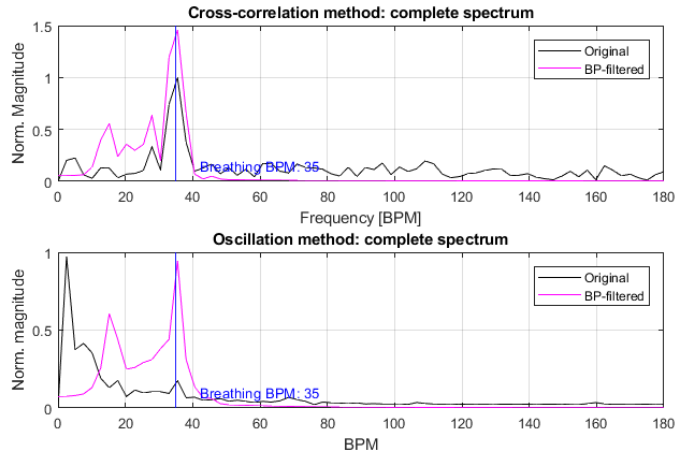 Cross-correlation method: complete spectrum
1.5
1
0.5
0
Norm. Magnitude
Original
BP-filtered
Breathing BPM: 35
0 20 40 60 80 100 120 140 160 180
Frequency [BPM]
Oscillation method: complete spectrum
1
0.5
0
Norm. magnitude
Original
BP-filtered
Breathing BPM: 35
0 20 40 60 80 100 120 140 160 180
BPM